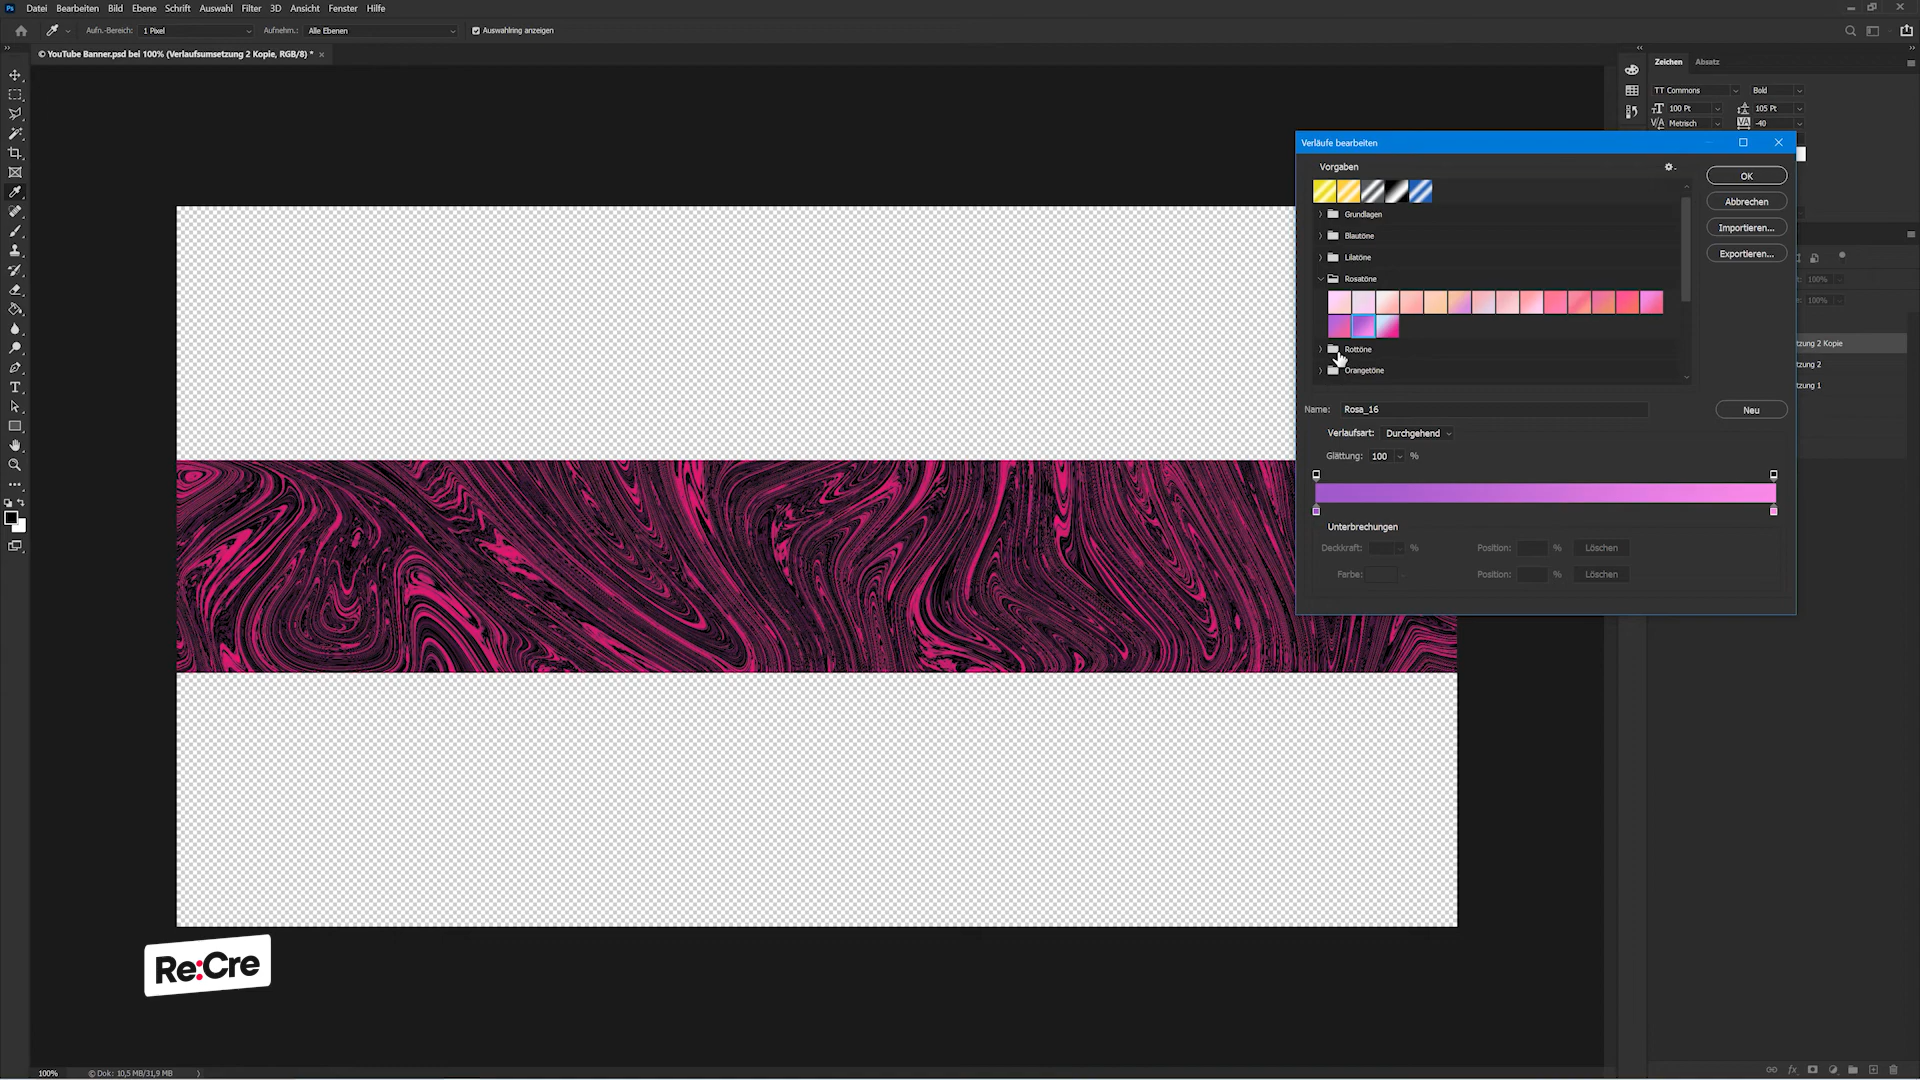 Ps Datei Bearbeiten Bild Ebene Schrift Auswahl Filter 3D Ansicht Fenster Hilfe
Aufn.-Bereich: 1 Pixel Aufnehm.: Alle Ebenen Auswahlring anzeigen
© YouTube Banner.psd bei 100% (Verlaufsumsetzung 2 Kopie, RGB/8) *
Zeichen Absatz
TT Commons Bold
100 Pt 105 Pt
Metrisch -40
Verläufe bearbeiten
Vorgaben
OK
Abbrechen
Importieren...
Exportieren...
Grundlagen
Blautöne
Lilatöne
Rosatöne
Rottöne
Orangetöne
100%
100%
zung 2 Kopie
tzung 2
tzung 1
Name: Rosa_16 Neu
Verlaufsart: Durchgehend
Glättung: 100 %
Unterbrechungen
Deckkraft: % Position: % Löschen
Farbe: Position: % Löschen
Re:Cre
100% © Dok: 10,5 MB/31,9 MB